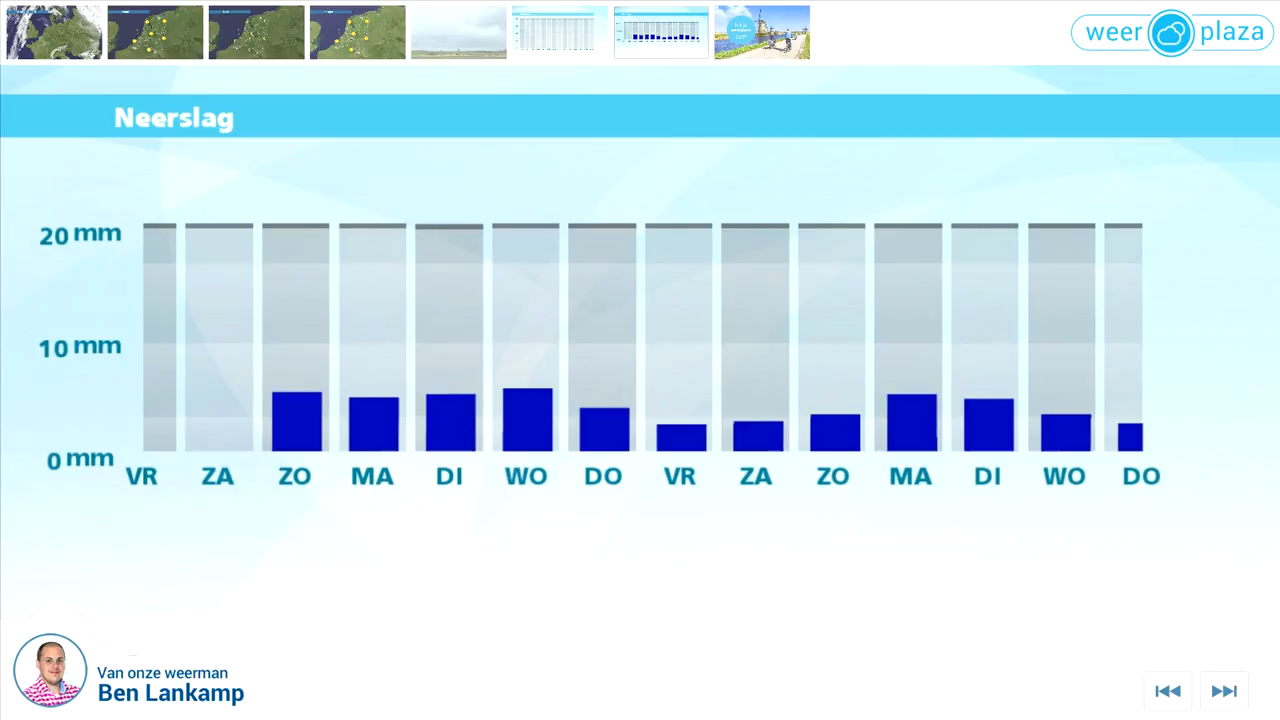 weer plaza
Neerslag
20 mm
10 mm
0 mm
VR ZA ZO MA DI WO DO VR ZA ZO MA DI WO DO
Van onze weerman
Ben Lankamp